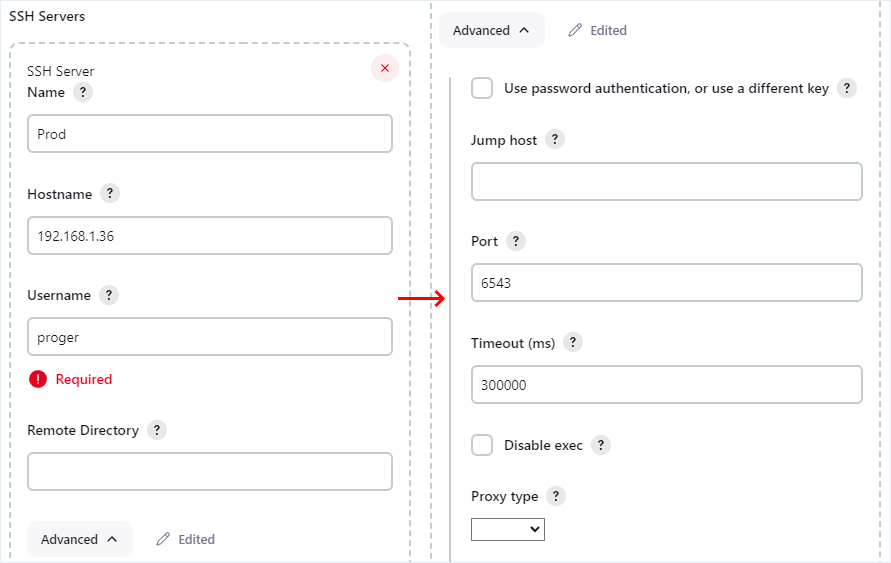 SSH Servers
SSH Server
Name ?
Prod
Hostname ?
192.168.1.36
Username ?
proger
! Required
Remote Directory ?
Advanced
Edited
Advanced
Edited
Use password authentication, or use a different key ?
Jump host ?
Port ?
6543
Timeout (ms) ?
300000
Disable exec ?
Proxy type ?